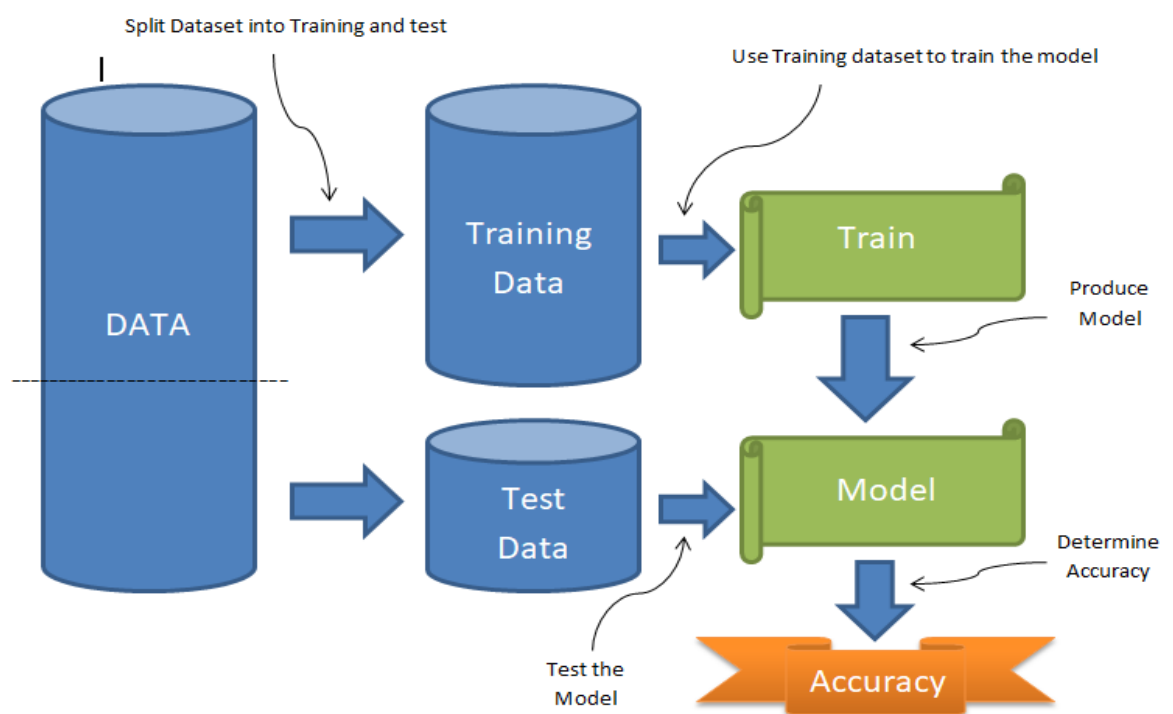 Split Dataset into Training and test
Use Training dataset to train the model
DATA
Training
Data
Train
Produce
Model
Test
Data
Model
Determine
Accuracy
Test the
Model
Accuracy